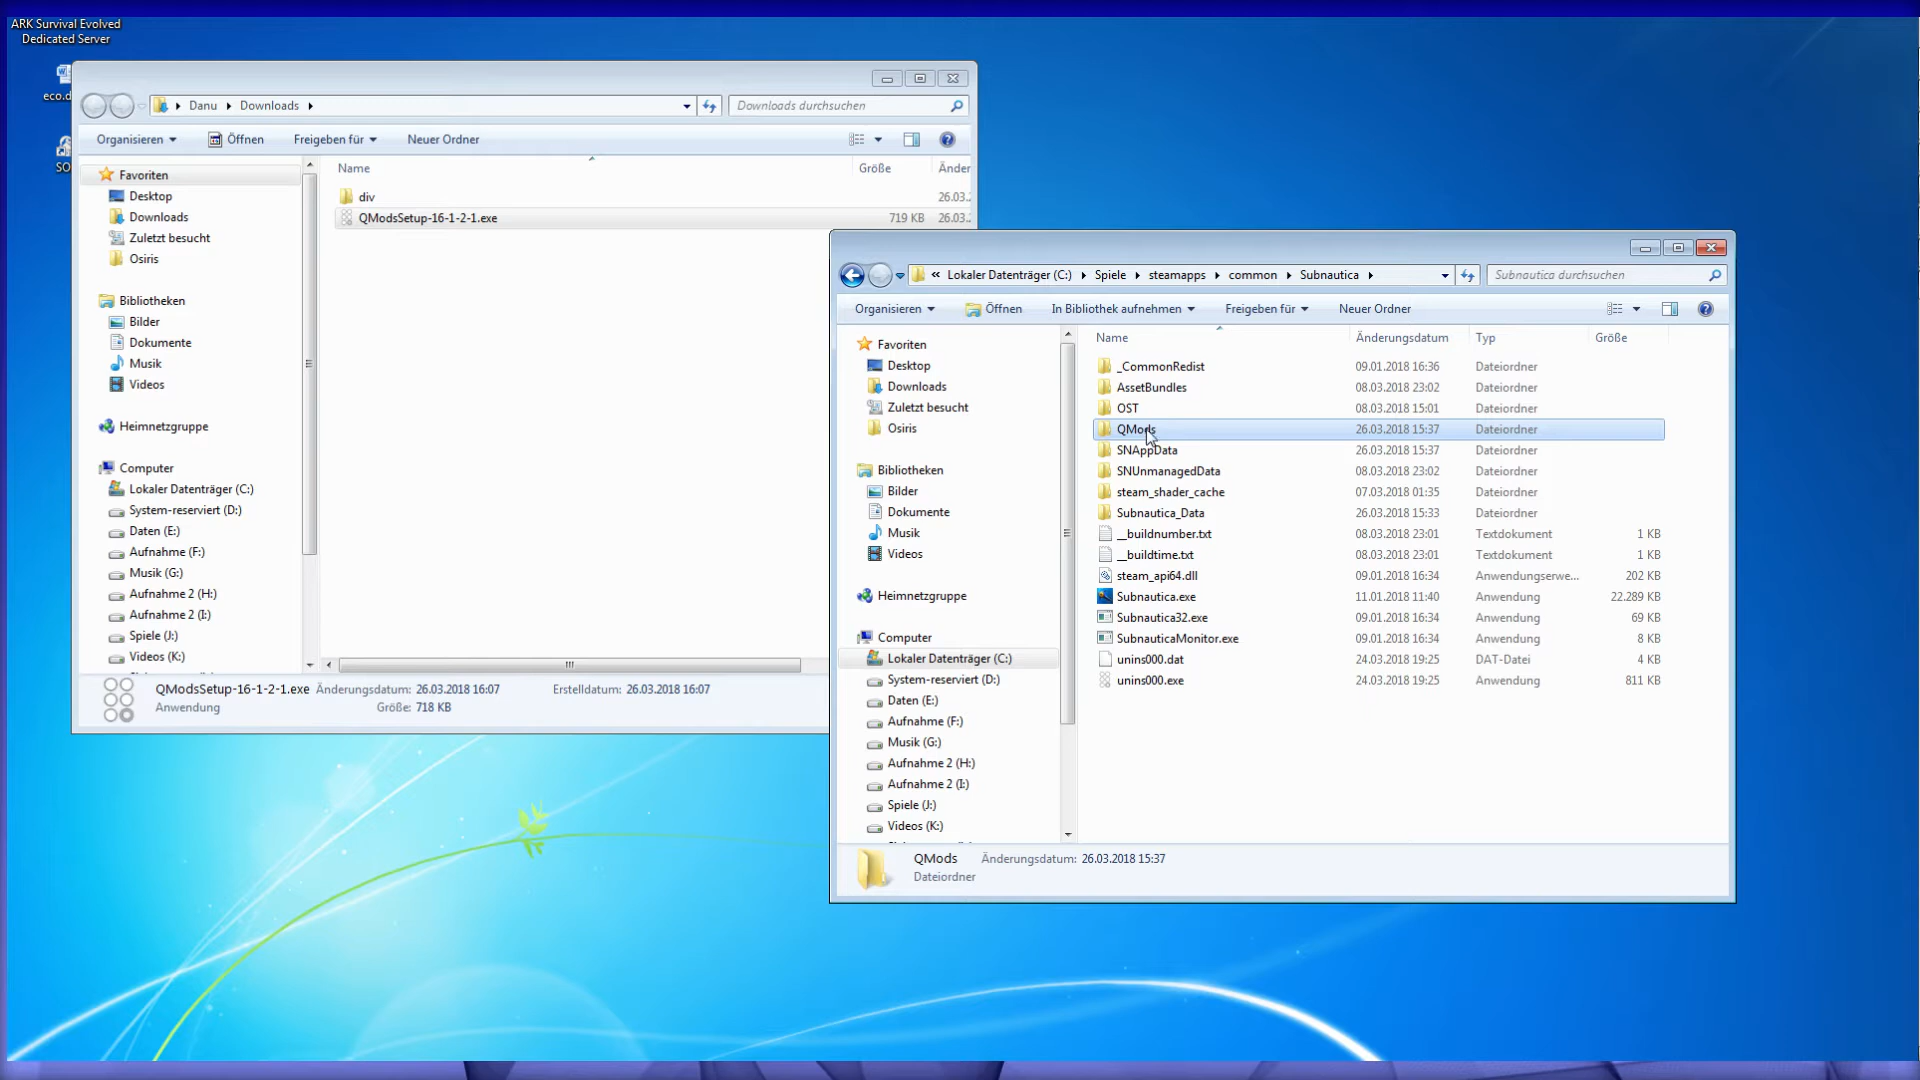 ARK Survival Evolved
Dedicated Server
eco.d
SO
Danu Downloads
Downloads durchsuchen
Organisieren Öffnen Freigeben für Neuer Ordner
Favoriten
Desktop
Downloads
Zuletzt besucht
Osiris
Bibliotheken
Bilder
Dokumente
Musik
Videos
Heimnetzgruppe
Computer
Lokaler Datenträger (C:)
System-reserviert (D:)
Daten (E:)
Aufnahme (F:)
Musik (G:)
Aufnahme 2 (H:)
Aufnahme 2 (I:)
Spiele (J:)
Videos (K:)
Name Größe Änder
div 26.03.
QModsSetup-16-1-2-1.exe 719 KB 26.03.
QModsSetup-16-1-2-1.exe Änderungsdatum: 26.03.2018 16:07 Erstelldatum: 26.03.2018 16:07
Anwendung Größe: 718 KB
« Lokaler Datenträger (C:) Spiele steamapps common Subnautica
Subnautica durchsuchen
Organisieren Öffnen In Bibliothek aufnehmen Freigeben für Neuer Ordner
Favoriten
Desktop
Downloads
Zuletzt besucht
Osiris
Bibliotheken
Bilder
Dokumente
Musik
Videos
Heimnetzgruppe
Computer
Lokaler Datenträger (C:)
System-reserviert (D:)
Daten (E:)
Aufnahme (F:)
Musik (G:)
Aufnahme 2 (H:)
Aufnahme 2 (I:)
Spiele (J:)
Videos (K:)
Name Änderungsdatum Typ Größe
_CommonRedist 09.01.2018 16:36 Dateiordner
AssetBundles 08.03.2018 23:02 Dateiordner
OST 08.03.2018 15:01 Dateiordner
QMods 26.03.2018 15:37 Dateiordner
SNAppData 26.03.2018 15:37 Dateiordner
SNUnmanagedData 08.03.2018 23:02 Dateiordner
steam_shader_cache 07.03.2018 01:35 Dateiordner
Subnautica_Data 26.03.2018 15:33 Dateiordner
__buildnumber.txt 08.03.2018 23:01 Textdokument 1 KB
__buildtime.txt 08.03.2018 23:01 Textdokument 1 KB
steam_api64.dll 09.01.2018 16:34 Anwendungserwe... 202 KB
Subnautica.exe 11.01.2018 11:40 Anwendung 22.289 KB
Subnautica32.exe 09.01.2018 16:34 Anwendung 69 KB
SubnauticaMonitor.exe 09.01.2018 16:34 Anwendung 8 KB
unins000.dat 24.03.2018 19:25 DAT-Datei 4 KB
unins000.exe 24.03.2018 19:25 Anwendung 811 KB
QMods Änderungsdatum: 26.03.2018 15:37
Dateiordner